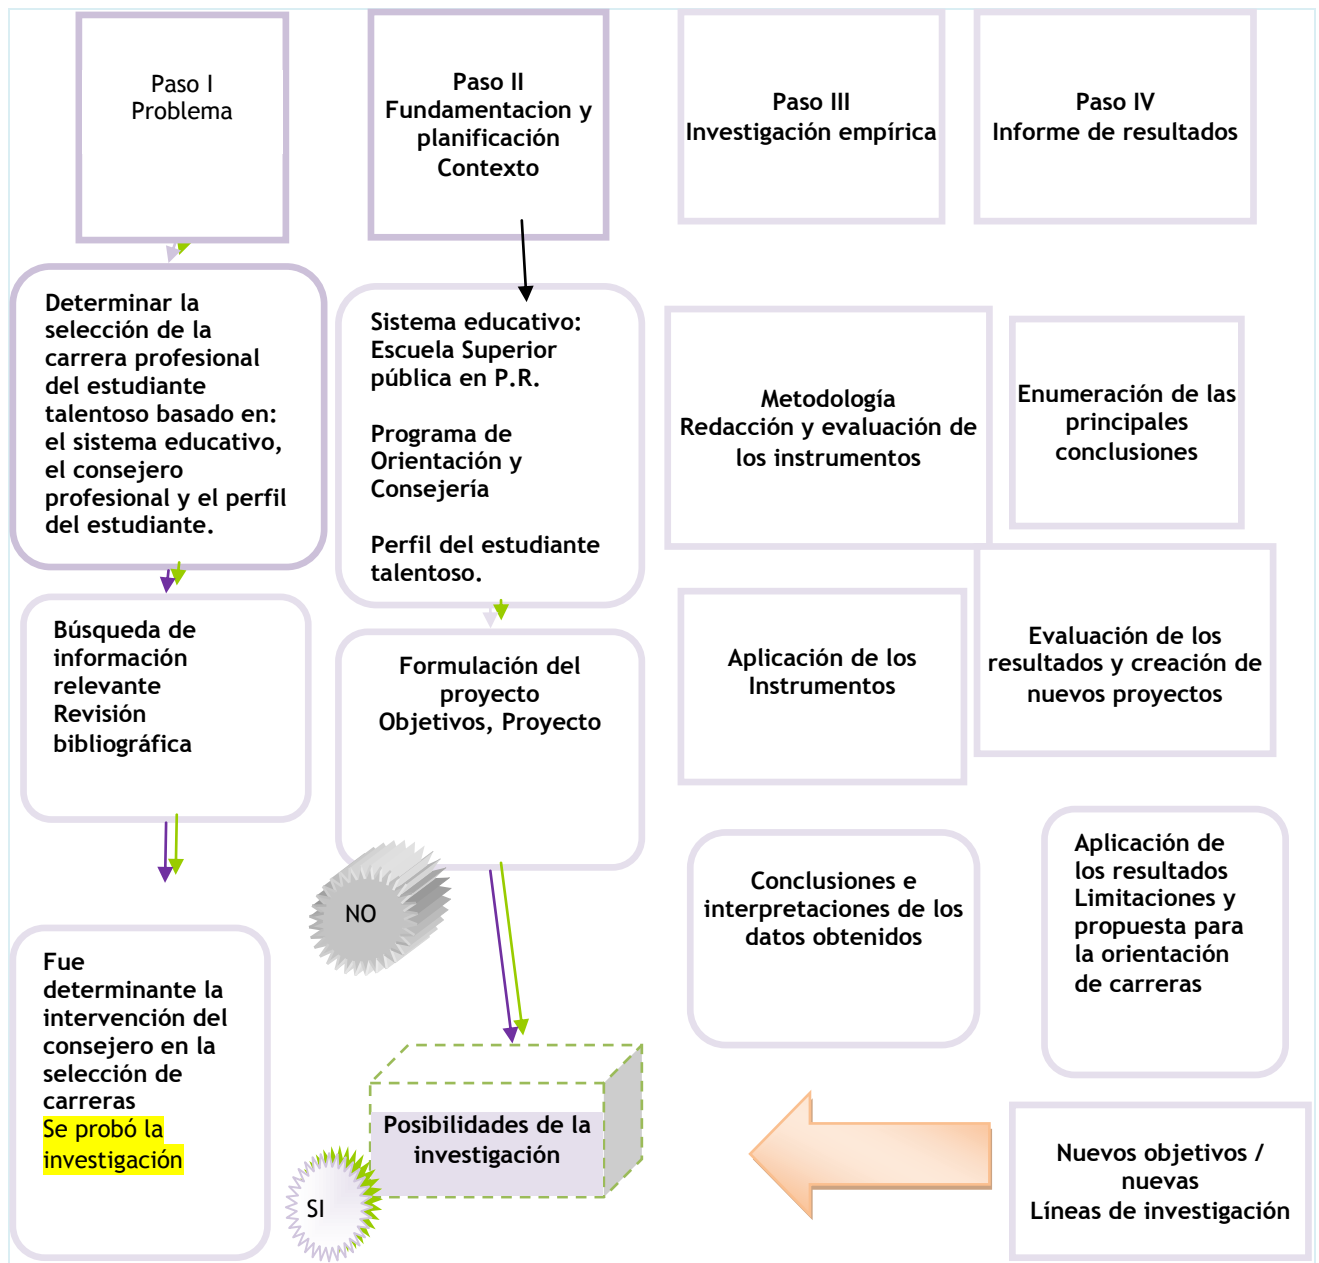 Paso I
Problema
Paso II
Fundamentacion y
planificación
Contexto
Paso III
Investigación empírica
Paso IV
Informe de resultados
Determinar la
selección de la
carrera profesional
del estudiante
talentoso basado en:
el sistema educativo,
el consejero
profesional y el perfil
del estudiante.
Sistema educativo:
Escuela Superior
pública en P.R.
Programa de
Orientación y
Consejería
Perfil del estudiante
talentoso.
Metodología
Redacción y evaluación de
los instrumentos
Enumeración de las
principales
conclusiones
Búsqueda de
información
relevante
Revisión
bibliográfica
Formulación del
proyecto
Objetivos, Proyecto
Aplicación de los
Instrumentos
Evaluación de los
resultados y creación de
nuevos proyectos
NO
Conclusiones e
interpretaciones de los
datos obtenidos
Aplicación de
los resultados
Limitaciones y
propuesta para
la orientación
de carreras
Fue
determinante la
intervención del
consejero en la
selección de
carreras
Se probó la
investigación
SI
Posibilidades de la
investigación
Nuevos objetivos /
nuevas
Líneas de investigación